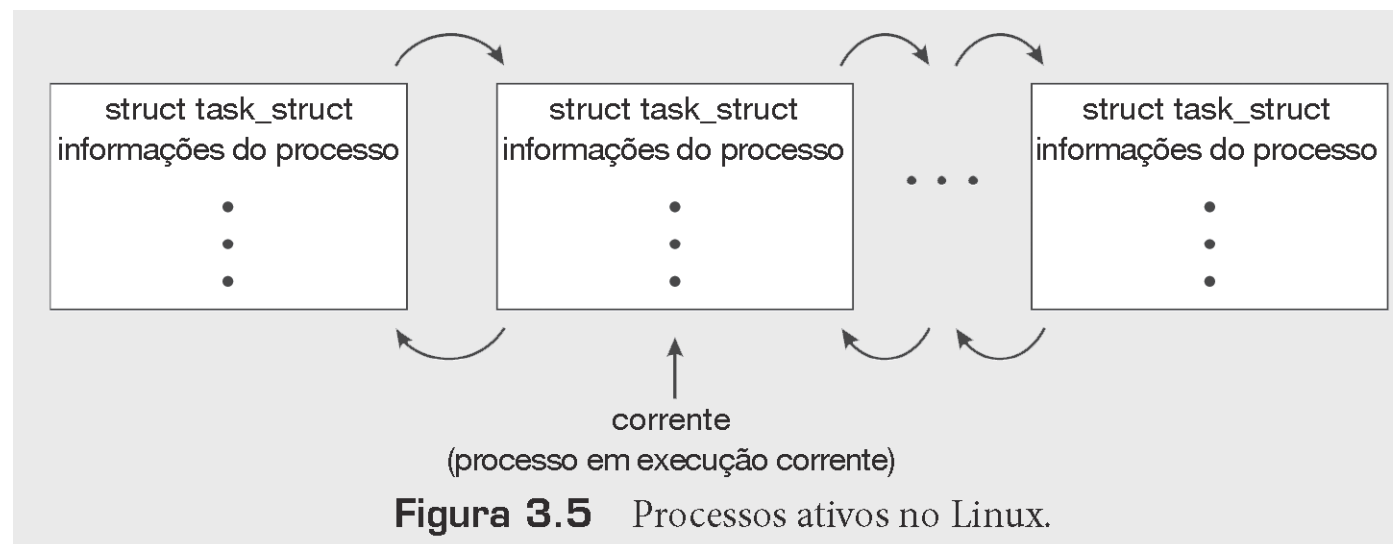 struct task_struct
informações do processo
struct task_struct
informações do processo
struct task_struct
informações do processo
corrente
(processo em execução corrente)
Figura 3.5 Processos ativos no Linux.